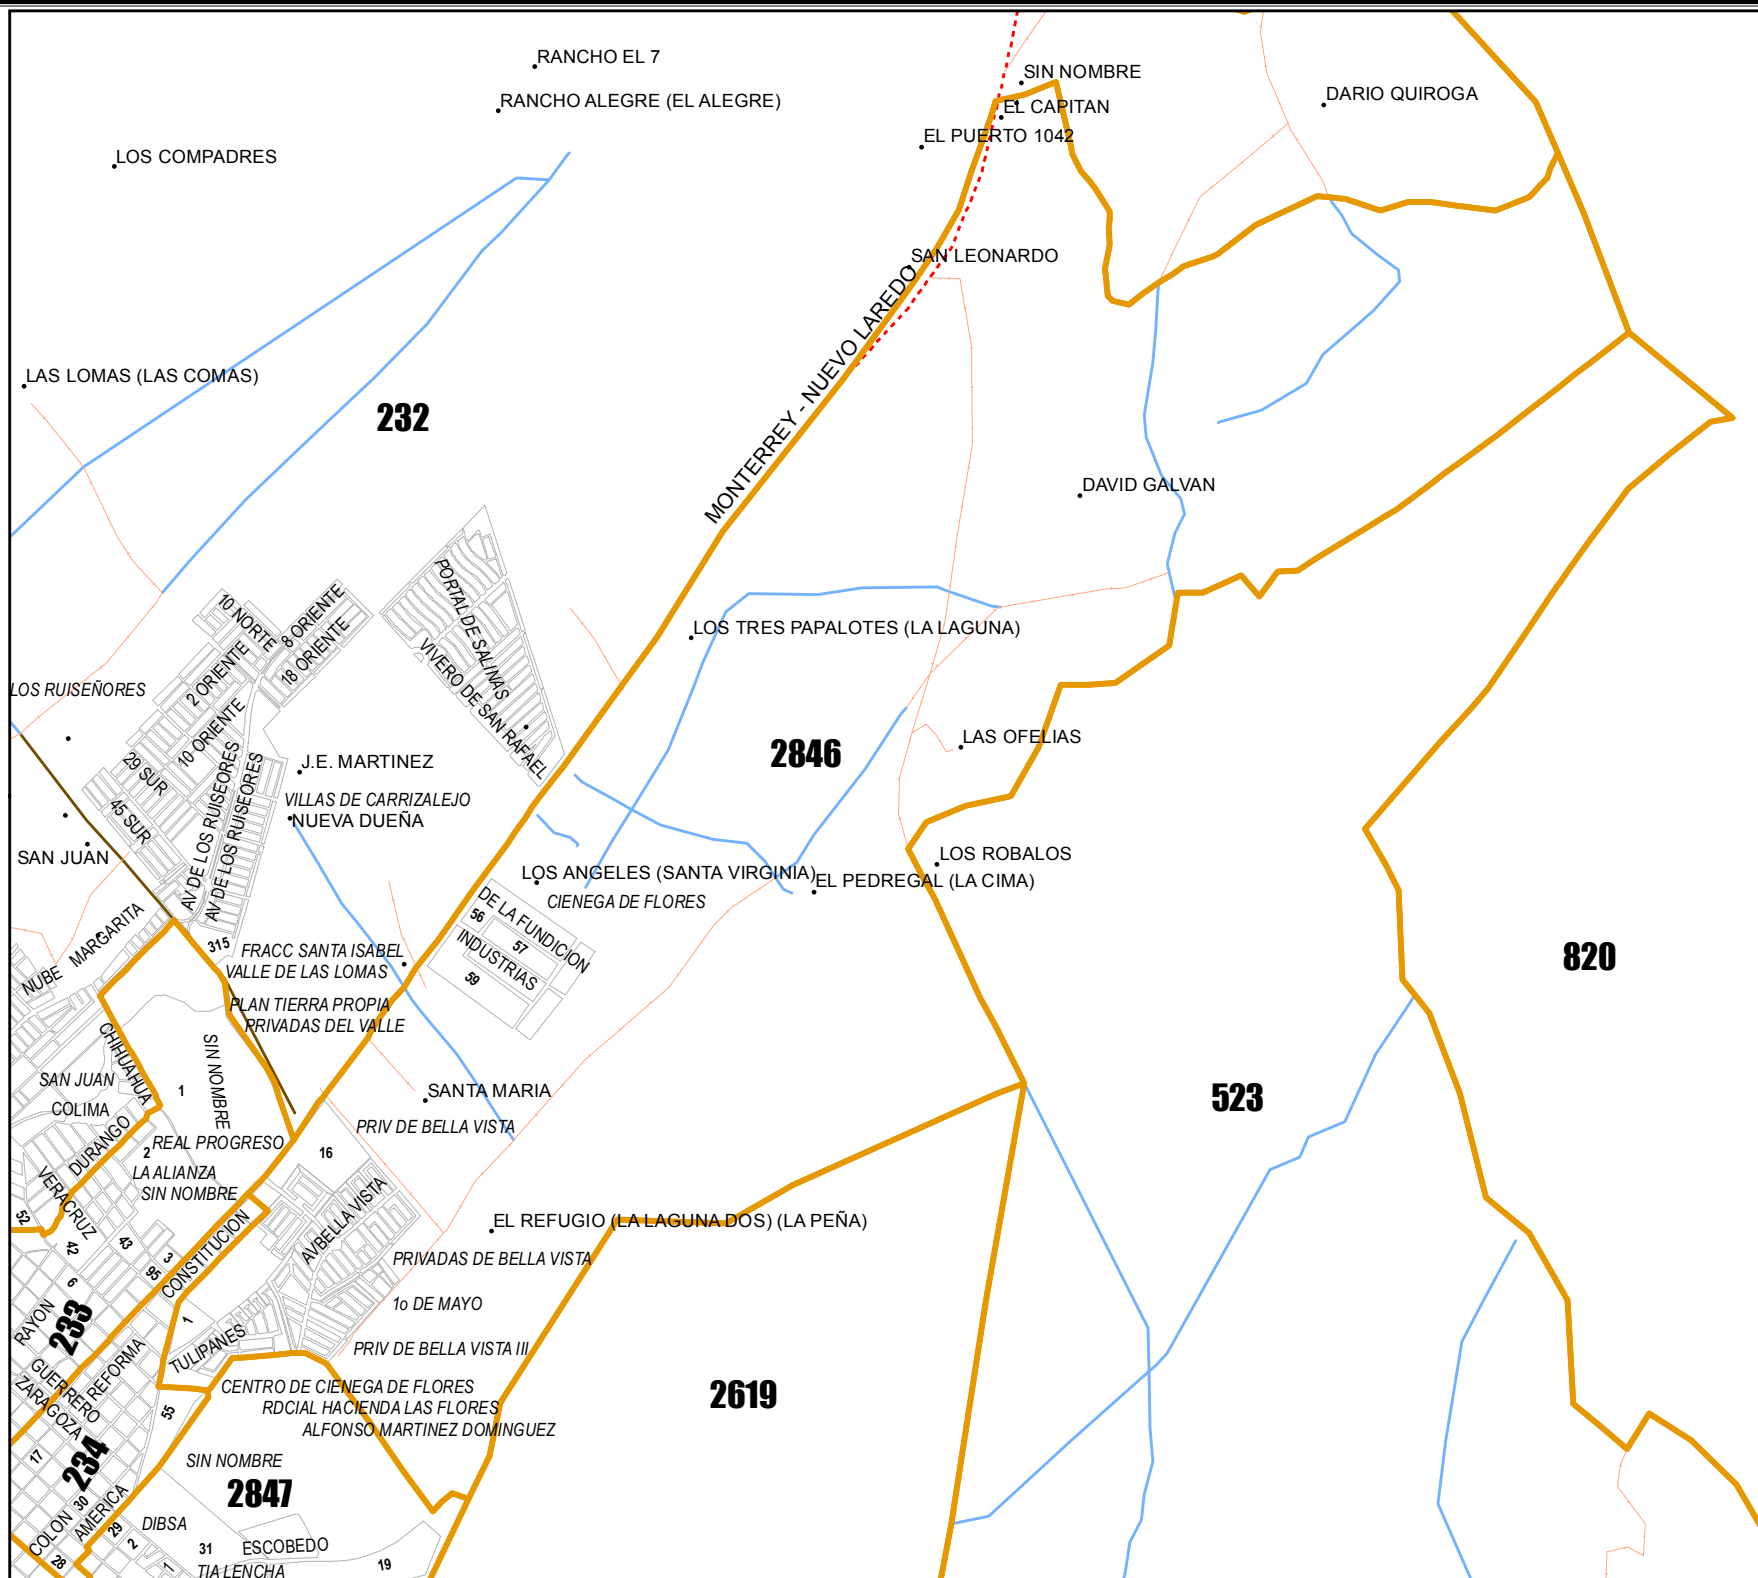 RANCHO EL 7
SIN NOMBRE
DARIO QUIROGA
RANCHO ALEGRE (EL ALEGRE)
EL CAPITAN
EL PUERTO 1042
LOS COMPADRES
SAN LEONARDO
MONTERREY - NUEVO LAREDO
LAS LOMAS (LAS COMAS)
232
DAVID GALVAN
PORTAL DE SALINAS
10 NORTE
8 ORIENTE
18 ORIENTE
2 ORIENTE
LOS TRES PAPALOTES (LA LAGUNA)
VIVERO DE SAN RAFAEL
LOS RUISEÑORES
10 ORIENTE
29 SUR
45 SUR
AV DE LOS RUISEORES
AV DE LOS RUISEORES
J.E. MARTINEZ
2846
LAS OFELIAS
VILLAS DE CARRIZALEJO
NUEVA DUEÑA
SAN JUAN
LOS ROBALOS
LOS ANGELES (SANTA VIRGINIA)
EL PEDREGAL (LA CIMA)
CIENEGA DE FLORES
DE LA FUNDICION
56
57
INDUSTRIAS
59
MARGARITA
NUBE
315
FRACC SANTA ISABEL
VALLE DE LAS LOMAS
820
PLAN TIERRA PROPIA
PRIVADAS DEL VALLE
CHIHUAHUA
SIN NOMBRE
SAN JUAN
1
COLIMA
SANTA MARIA
523
DURANGO
2
REAL PROGRESO
PRIV DE BELLA VISTA
16
LA ALIANZA
SIN NOMBRE
VERACRUZ
52
42
43
3
95
CONSTITUCION
AVBELLA VISTA
EL REFUGIO (LA LAGUNA DOS) (LA PEÑA)
PRIVADAS DE BELLA VISTA
6
RAYON
233
1
1o DE MAYO
TULIPANES
PRIV DE BELLA VISTA III
GUERRERO
REFORMA
ZARAGOZA
CENTRO DE CIENEGA DE FLORES
RDCIAL HACIENDA LAS FLORES
ALFONSO MARTINEZ DOMINGUEZ
2619
55
17
234
SIN NOMBRE
2847
30
COLON
AMERICA
29
2
DIBSA
28
1
31
ESCOBEDO
19
TIA LENCHA